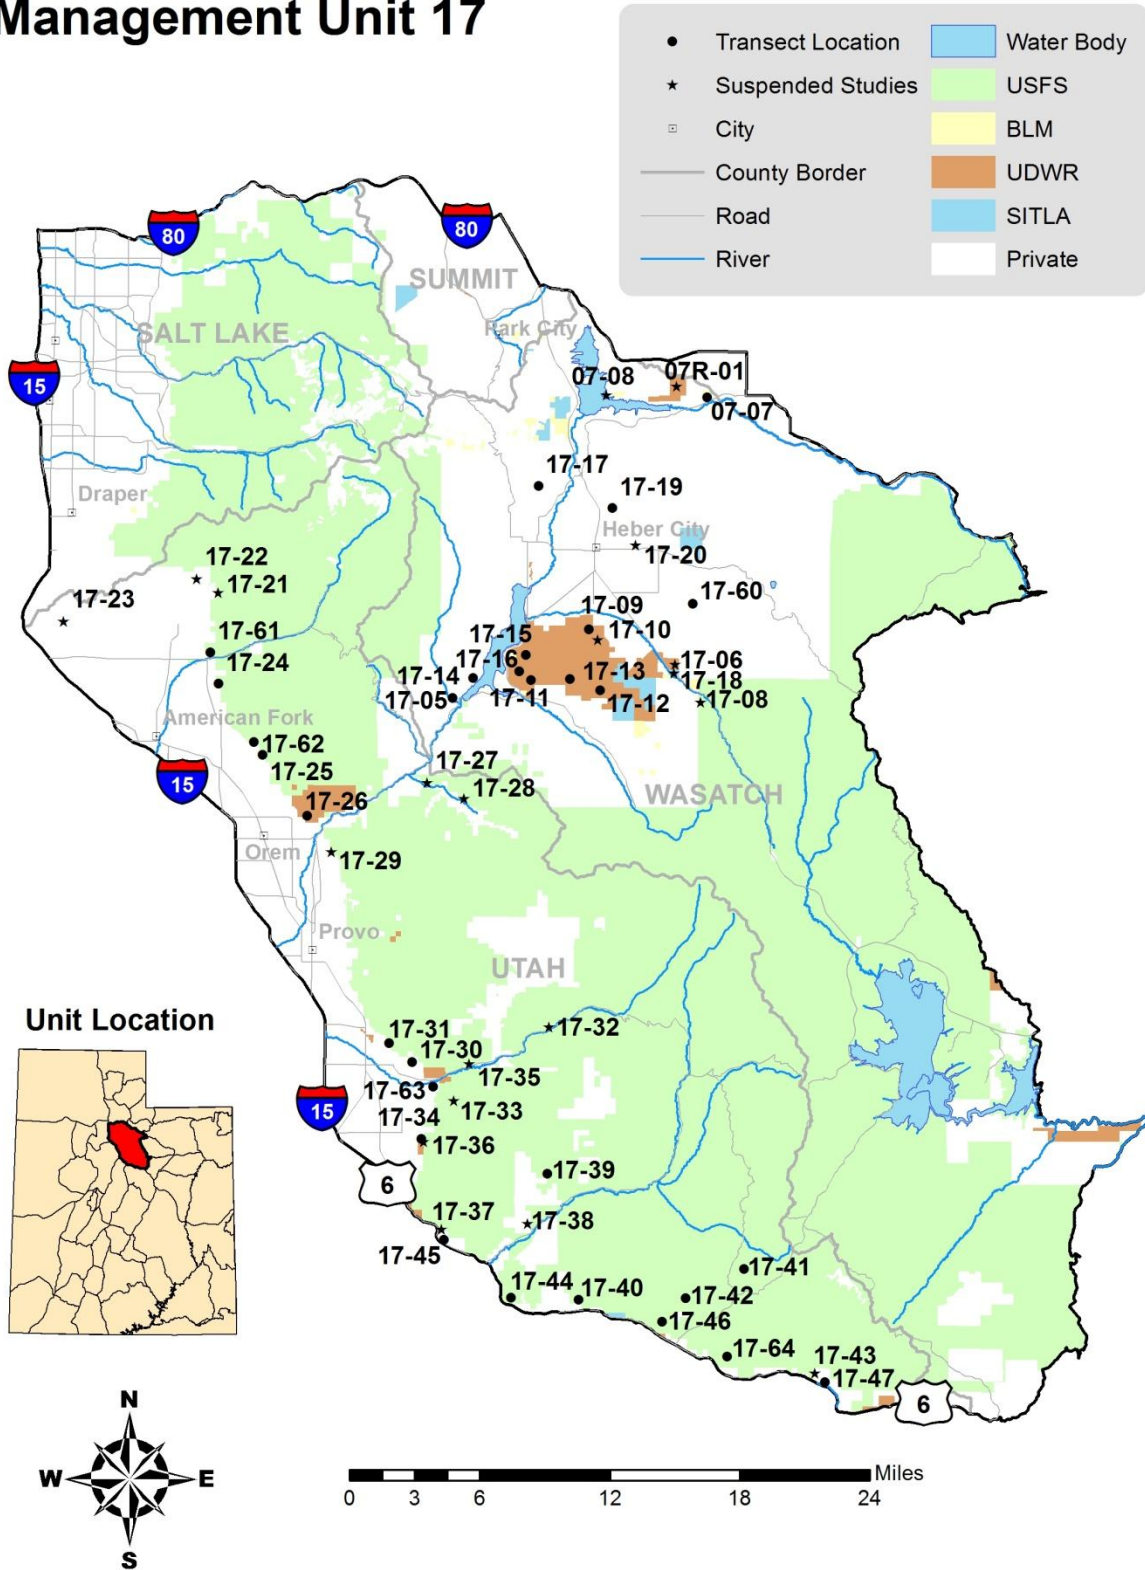 Management Unit 17
Transect Location
Suspended Studies
City
County Border
Road
River
Water Body
USFS
BLM
UDWR
SITLA
Private
80
80
SUMMIT
SALT LAKE
Park City
15
07-08
07R-01
07-07
17-17
Draper
17-19
Heber City
17-20
17-22
17-21
17-23
17-60
17-09
17-61
17-15
17-10
17-24
17-16
17-06
17-14
17-13
17-18
17-05
17-11
17-12
17-08
American Fork
17-62
17-27
17-25
15
17-28
WASATCH
17-26
Orem
17-29
Provo
UTAH
Unit Location
17-31
17-32
17-30
17-35
17-63
15
17-33
17-34
17-36
17-39
6
17-37
17-38
17-45
17-41
17-44
17-40
17-42
17-46
17-64
17-43
17-47
6
N
W
E
S
Miles
0 3 6 12 18 24